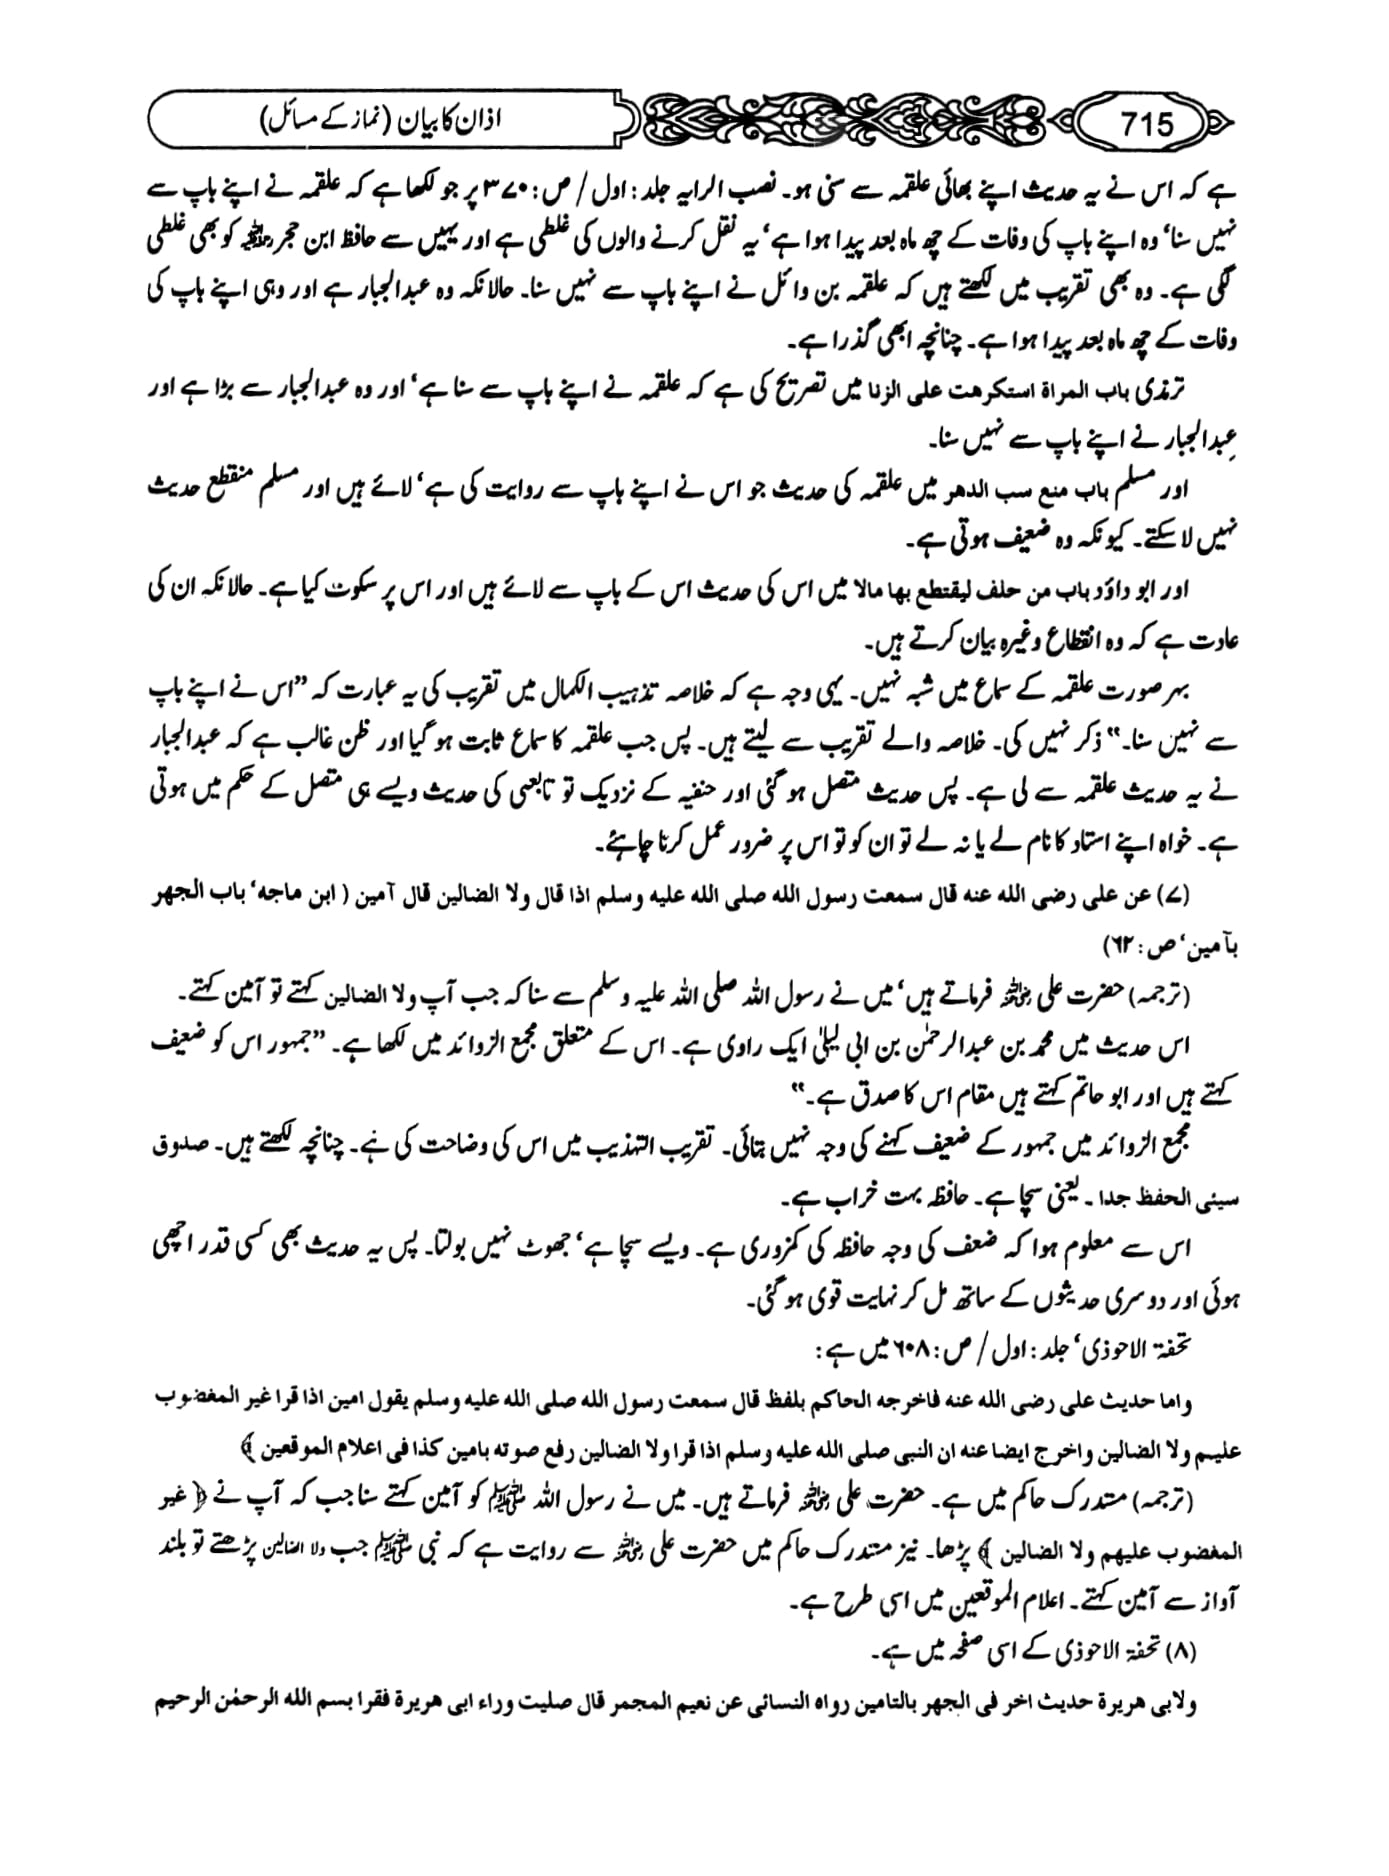 715
اذان کا بیان (نماز کے مسائل)
ہے کہ اس نے یہ حدیث اپنے بھائی علقمہ سے سنی ہو۔ نصب الرایہ جلد: اول / ص: ۳۷۰ پر جو لکھا ہے کہ علقمہ نے اپنے باپ سے
نہیں سنا‘ وہ اپنے باپ کی وفات کے چھ ماہ بعد پیدا ہوا ہے‘ یہ نقل کرنے والوں کی غلطی ہے اور یہیں سے حافظ ابن حجر رحمہ اللہ کو بھی غلطی
لگی ہے۔ وہ بھی تقریب میں لکھتے ہیں کہ علقمہ بن وائل نے اپنے باپ سے نہیں سنا۔ حالانکہ وہ عبدالجبار ہے اور وہی اپنے باپ کی
وفات کے چھ ماہ بعد پیدا ہوا ہے۔ چنانچہ ابھی گذرا ہے۔
ترمذی باب المراة استکرهت علی الزنا میں تصریح کی ہے کہ علقمہ نے اپنے باپ سے سنا ہے‘ اور وہ عبدالجبار سے بڑا ہے اور
عبدالجبار نے اپنے باپ سے نہیں سنا۔
اور مسلم باب منع سب الدهر میں علقمہ کی حدیث جو اس نے اپنے باپ سے روایت کی ہے‘ لائے ہیں اور مسلم منقطع حدیث
نہیں لا سکتے۔ کیونکہ وہ ضعیف ہوتی ہے۔
اور ابو داؤد باب من حلف لیقتطع بها مالا میں اس کی حدیث اس کے باپ سے لائے ہیں اور اس پر سکوت کیا ہے۔ حالانکہ ان کی
عادت ہے کہ وہ انقطاع وغیرہ بیان کرتے ہیں۔
بہر صورت علقمہ کے سماع میں شبہ نہیں۔ یہی وجہ ہے کہ خلاصہ تذہیب الکمال میں تقریب کی یہ عبارت کہ ”اس نے اپنے باپ
سے نہیں سنا۔“ ذکر نہیں کی۔ خلاصہ والے تقریب سے لیتے ہیں۔ پس جب علقمہ کا سماع ثابت ہو گیا اور ظن غالب ہے کہ عبدالجبار
نے یہ حدیث علقمہ سے لی ہے۔ پس حدیث متصل ہو گئی اور حنفیہ کے نزدیک تو تابعی کی حدیث ویسے ہی متصل کے حکم میں ہوتی
ہے۔ خواہ اپنے استاد کا نام لے یا نہ لے تو ان کو تو اس پر ضرور عمل کرنا چاہئے۔
(۷) عن علی رضی الله عنه قال سمعت رسول الله صلی الله علیه وسلم اذا قال ولا الضالین قال آمین ( ابن ماجه‘ باب الجهر
بآمین‘ ص: ۶۲)
(ترجمہ) حضرت علی رضی اللہ عنہ فرماتے ہیں‘ میں نے رسول اللہ صلی اللہ علیہ وسلم سے سنا کہ جب آپ ولا الضالین کہتے تو آمین کہتے۔
اس حدیث میں محمد بن عبدالرحمٰن بن ابی لیلیٰ ایک راوی ہے۔ اس کے متعلق مجمع الزوائد میں لکھا ہے۔ ”جمہور اس کو ضعیف
کہتے ہیں اور ابو حاتم کہتے ہیں مقام اس کا صدق ہے۔“
مجمع الزوائد میں جمہور کے ضعیف کہنے کی وجہ نہیں بتائی۔ تقریب التہذیب میں اس کی وضاحت کی ہے۔ چنانچہ لکھتے ہیں۔ صدوق
سیئی الحفظ جدا ۔ یعنی سچا ہے۔ حافظہ بہت خراب ہے۔
اس سے معلوم ہوا کہ ضعف کی وجہ حافظہ کی کمزوری ہے۔ ویسے سچا ہے‘ جھوٹ نہیں بولتا۔ پس یہ حدیث بھی کسی قدر اچھی
ہوئی اور دوسری حدیثوں کے ساتھ مل کر نہایت قوی ہو گئی۔
تحفۃ الاحوذی‘ جلد: اول / ص: ۶۰۸ میں ہے:
واما حدیث علی رضی الله عنه فاخرجه الحاکم بلفظ قال سمعت رسول الله صلی الله علیه وسلم یقول امین اذا قرا غیر المغضوب
علیهم ولا الضالین واخرج ایضا عنه ان النبی صلی الله علیه وسلم اذا قرا ولا الضالین رفع صوته بامین کذا فی اعلام الموقعین ﴾
(ترجمہ) مستدرک حاکم میں ہے۔ حضرت علی رضی اللہ عنہ فرماتے ہیں۔ میں نے رسول اللہ ﷺ کو آمین کہتے سنا جب کہ آپ نے ﴿ غیر
المغضوب علیهم ولا الضالین ﴾ پڑھا۔ نیز مستدرک حاکم میں حضرت علی رضی اللہ عنہ سے روایت ہے کہ نبی ﷺ جب ولا الضالین پڑھتے تو بلند
آواز سے آمین کہتے۔ اعلام الموقعین میں اسی طرح ہے۔
(۸) تحفۃ الاحوذی کے اسی صفحہ میں ہے۔
ولابی هریرة حدیث اخر فی الجهر بالتامین رواه النسائی عن نعیم المجمر قال صلیت وراء ابی هریرة فقرا بسم الله الرحمٰن الرحیم